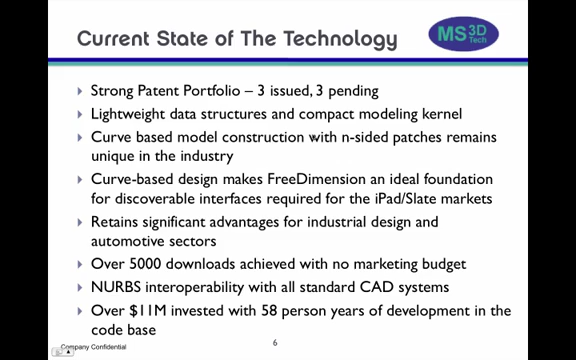 Current State of The Technology
MS 3D
Tech
Strong Patent Portfolio – 3 issued, 3 pending
Lightweight data structures and compact modeling kernel
Curve based model construction with n-sided patches remains
unique in the industry
Curve-based design makes FreeDimension an ideal foundation
for discoverable interfaces required for the iPad/Slate markets
Retains significant advantages for industrial design and
automotive sectors
Over 5000 downloads achieved with no marketing budget
NURBS interoperability with all standard CAD systems
Over $11M invested with 58 person years of development in the
code base
Company Confidential
6